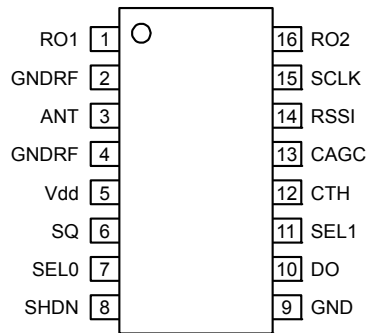 RO1 1 16 RO2
GNDRF 2 15 SCLK
ANT 3 14 RSSI
GNDRF 4 13 CAGC
Vdd 5 12 CTH
SQ 6 11 SEL1
SEL0 7 10 DO
SHDN 8 9 GND